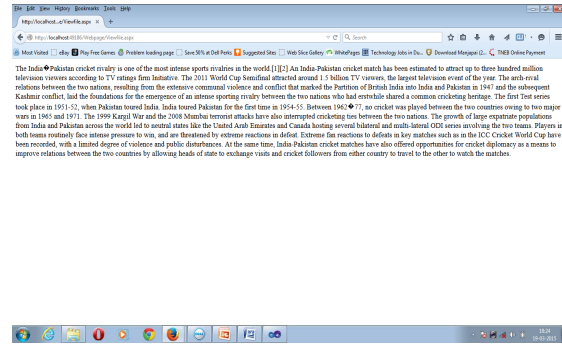 File Edit View History Bookmarks Tools Help
http://localhost...e/Viewfile.aspx × +
http://localhost:48186/Webpage/Viewfile.aspx Search
Most Visited eBay Play Free Games Problem loading page Save 50% at Dell Perks Suggested Sites Web Slice Gallery WhitePages Technology Jobs in Du... Download Manjapai (2... TNEB Online Payment
The India�Pakistan cricket rivalry is one of the most intense sports rivalries in the world.[1][2] An India-Pakistan cricket match has been estimated to attract up to three hundred million
television viewers according to TV ratings firm Initiative. The 2011 World Cup Semifinal attracted around 1.5 billion TV viewers, the largest television event of the year. The arch-rival
relations between the two nations, resulting from the extensive communal violence and conflict that marked the Partition of British India into India and Pakistan in 1947 and the subsequent
Kashmir conflict, laid the foundations for the emergence of an intense sporting rivalry between the two nations who had erstwhile shared a common cricketing heritage. The first Test series
took place in 1951-52, when Pakistan toured India. India toured Pakistan for the first time in 1954-55. Between 1962�77, no cricket was played between the two countries owing to two major
wars in 1965 and 1971. The 1999 Kargil War and the 2008 Mumbai terrorist attacks have also interrupted cricketing ties between the two nations. The growth of large expatriate populations
from India and Pakistan across the world led to neutral states like the United Arab Emirates and Canada hosting several bilateral and multi-lateral ODI series involving the two teams. Players in
both teams routinely face intense pressure to win, and are threatened by extreme reactions in defeat. Extreme fan reactions to defeats in key matches such as in the ICC Cricket World Cup have
been recorded, with a limited degree of violence and public disturbances. At the same time, India-Pakistan cricket matches have also offered opportunities for cricket diplomacy as a means to
improve relations between the two countries by allowing heads of state to exchange visits and cricket followers from either country to travel to the other to watch the matches.
18:24
19-03-2015